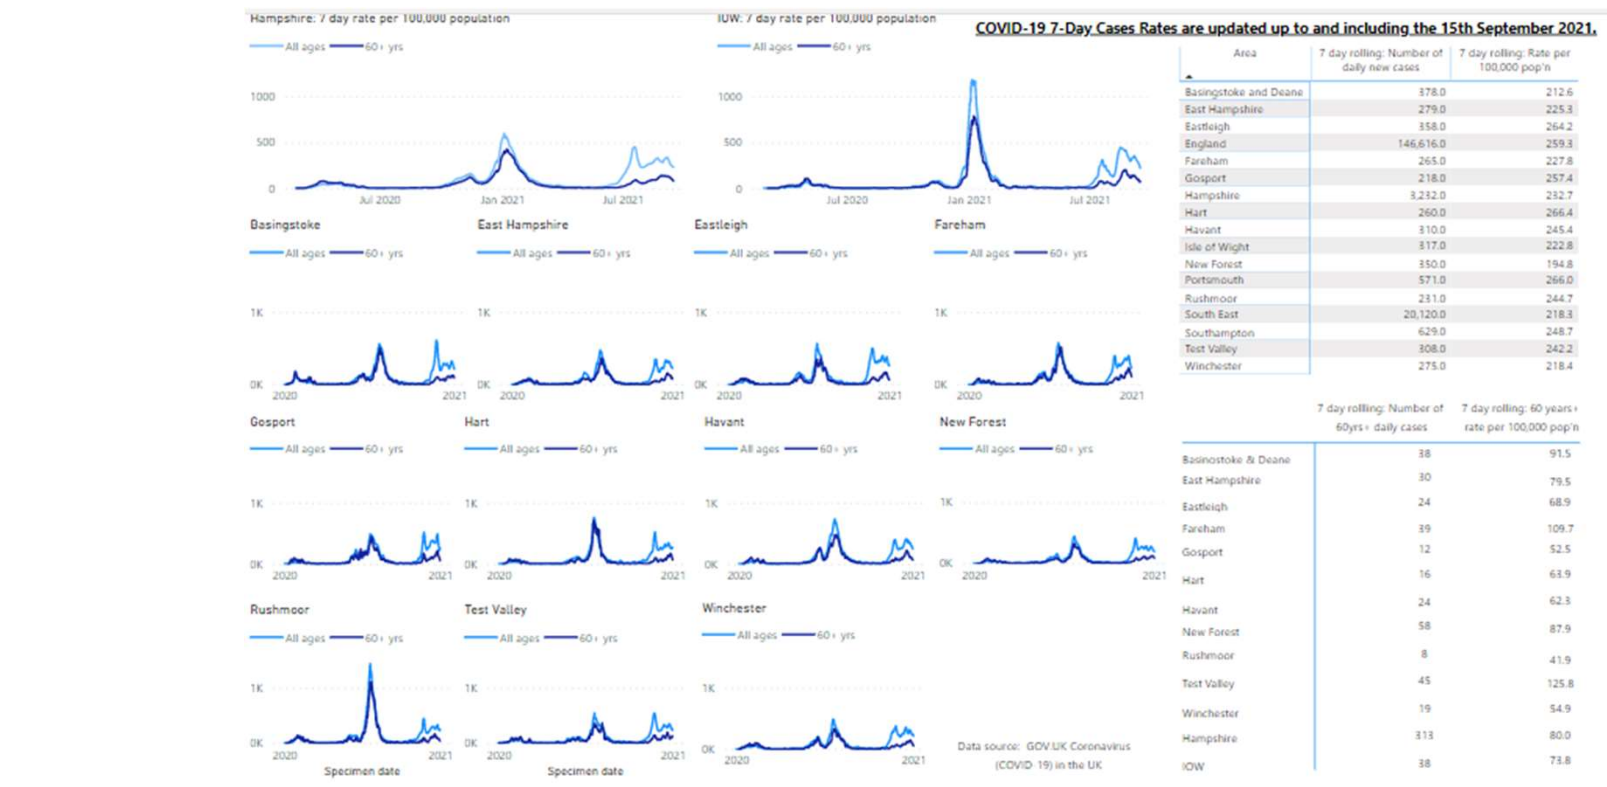 Hampshire: 7 day rate per 100,000 population
All ages 60+ yrs
1000
500
0
Jul 2020 Jan 2021 Jul 2021
IOW: 7 day rate per 100,000 population
All ages 60+ yrs
1000
500
0
Jul 2020 Jan 2021 Jul 2021
COVID-19 7-Day Cases Rates are updated up to and including the 15th September 2021.
Basingstoke
All ages 60+ yrs
1K
0K
2020 2021
East Hampshire
All ages 60+ yrs
1K
0K
2020 2021
Eastleigh
All ages 60+ yrs
1K
0K
2020 2021
Fareham
All ages 60+ yrs
1K
0K
2020 2021
Gosport
All ages 60+ yrs
1K
0K
2020 2021
Hart
All ages 60+ yrs
1K
0K
2020 2021
Havant
All ages 60+ yrs
1K
0K
2020 2021
New Forest
All ages 60+ yrs
1K
0K
2020 2021
Rushmoor
All ages 60+ yrs
1K
0K
2020 2021
Specimen date
Test Valley
All ages 60+ yrs
1K
0K
2020 2021
Specimen date
Winchester
All ages 60+ yrs
1K
0K
2020 2021
Data source: GOV.UK Coronavirus
(COVID-19) in the UK
Area 7 day rolling: Number of daily new cases 7 day rolling: Rate per 100,000 pop'n
Basingstoke and Deane 378.0 212.6
East Hampshire 279.0 225.3
Eastleigh 358.0 264.2
England 146,616.0 259.3
Fareham 265.0 227.8
Gosport 218.0 257.4
Hampshire 3,232.0 232.7
Hart 260.0 266.4
Havant 310.0 245.4
Isle of Wight 317.0 222.8
New Forest 350.0 194.8
Portsmouth 571.0 266.0
Rushmoor 231.0 244.7
South East 20,120.0 218.3
Southampton 629.0 248.7
Test Valley 308.0 242.2
Winchester 275.0 218.4
7 day rollling: Number of 60yrs+ daily cases 7 day rolling: 60 years+ rate per 100,000 pop'n
Basingstoke & Deane 38 91.5
East Hampshire 30 79.5
Eastleigh 24 68.9
Fareham 39 109.7
Gosport 12 52.5
Hart 16 63.9
Havant 24 62.3
New Forest 58 87.9
Rushmoor 8 41.9
Test Valley 45 125.8
Winchester 19 54.9
Hampshire 313 80.0
IOW 38 73.8